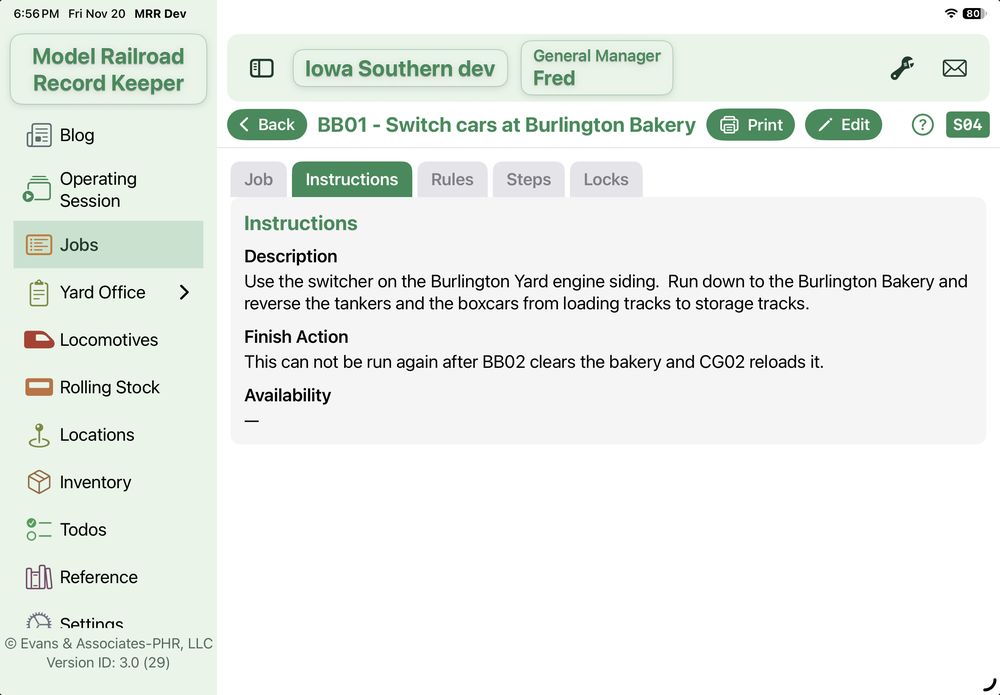 6:56 PM Fri Nov 20 MRR Dev
80
Model Railroad
Record Keeper
Blog
Operating
Session
Jobs
Yard Office
Locomotives
Rolling Stock
Locations
Inventory
Todos
Reference
Settings
© Evans & Associates-PHR, LLC
Version ID: 3.0 (29)
Iowa Southern dev
General Manager
Fred
Back
BB01 - Switch cars at Burlington Bakery
Print
Edit
?
S04
Job
Instructions
Rules
Steps
Locks
Instructions
Description
Use the switcher on the Burlington Yard engine siding.  Run down to the Burlington Bakery and
reverse the tankers and the boxcars from loading tracks to storage tracks.
Finish Action
This can not be run again after BB02 clears the bakery and CG02 reloads it.
Availability
—